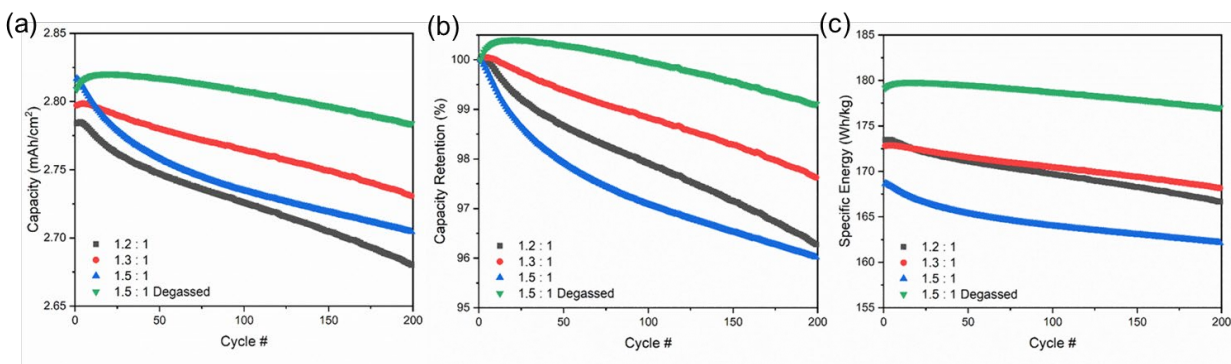 (a)
Capacity (mAh/cm²)
2.85
2.80
2.75
2.70
2.65
1.2 : 1
1.3 : 1
1.5 : 1
1.5 : 1 Degassed
0 50 100 150 200
Cycle #
(b)
Capacity Retention (%)
100
99
98
97
96
95
1.2 : 1
1.3 : 1
1.5 : 1
1.5 : 1 Degassed
0 50 100 150 200
Cycle #
(c)
Specific Energy (Wh/kg)
185
180
175
170
165
160
155
1.2 : 1
1.3 : 1
1.5 : 1
1.5 : 1 Degassed
0 50 100 150 200
Cycle #